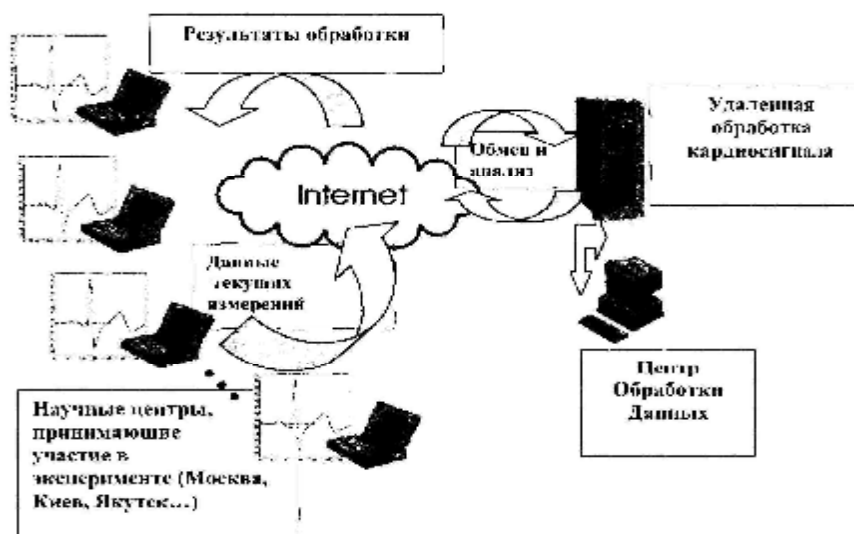 Результаты обработки
Удаленная
обработка
кардиосигнала
Обмен и
анализ
Internet
Данные
текущих
измерений
Центр
Обработки
Данных
Научные центры,
принимающие
участие в
эксперименте (Москва,
Киев, Якутск...)